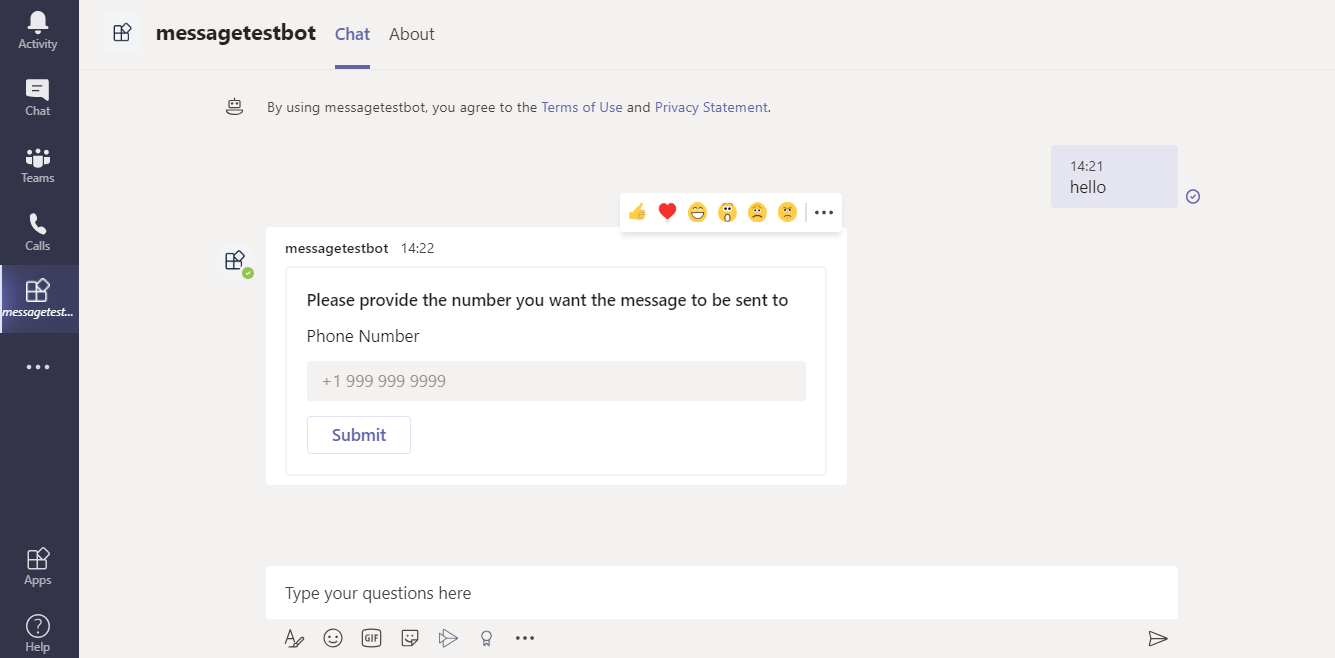 Activity
Chat
Teams
Calls
messagetest...
Apps
Help
messagetestbot Chat About
By using messagetestbot, you agree to the Terms of Use and Privacy Statement.
14:21
hello
messagetestbot 14:22
Please provide the number you want the message to be sent to
Phone Number
+1 999 999 9999
Submit
Type your questions here
GIF